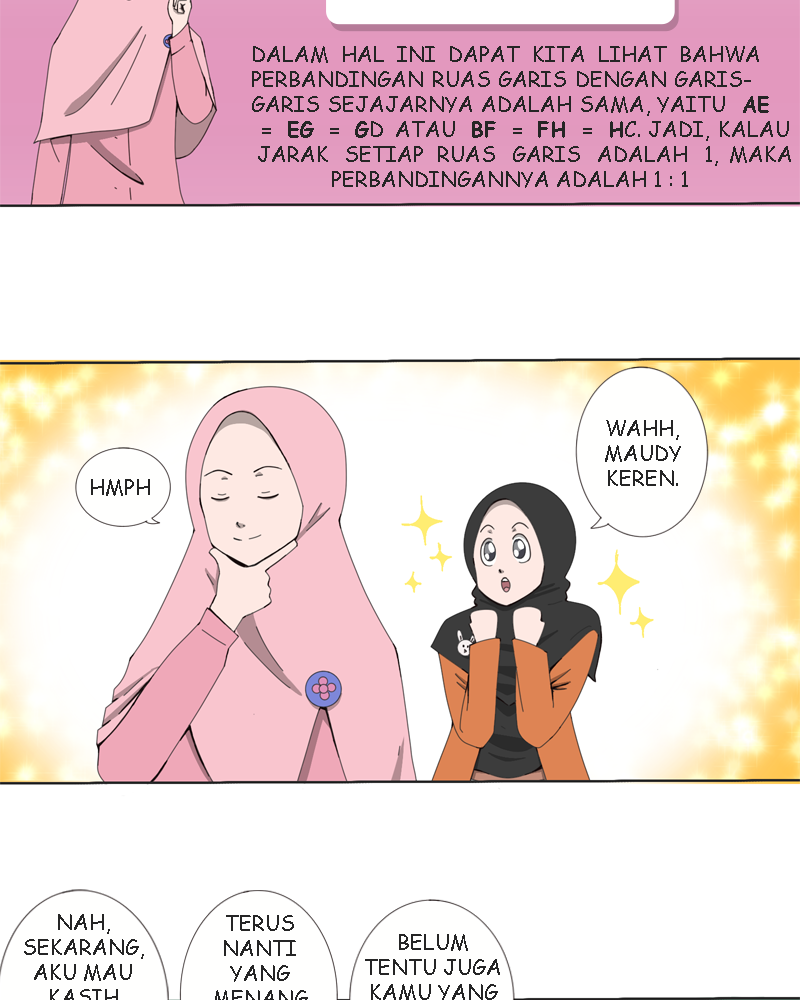 DALAM HAL INI DAPAT KITA LIHAT BAHWA
PERBANDINGAN RUAS GARIS DENGAN GARIS-
GARIS SEJAJARNYA ADALAH SAMA, YAITU AE
= EG = GD ATAU BF = FH = HC. JADI, KALAU
JARAK SETIAP RUAS GARIS ADALAH 1, MAKA
PERBANDINGANNYA ADALAH 1 : 1
HMPH
WAHH,
MAUDY
KEREN.
NAH,
SEKARANG,
AKU MAU
KASIH
TERUS
NANTI
YANG
MENANG
BELUM
TENTU JUGA
KAMU YANG